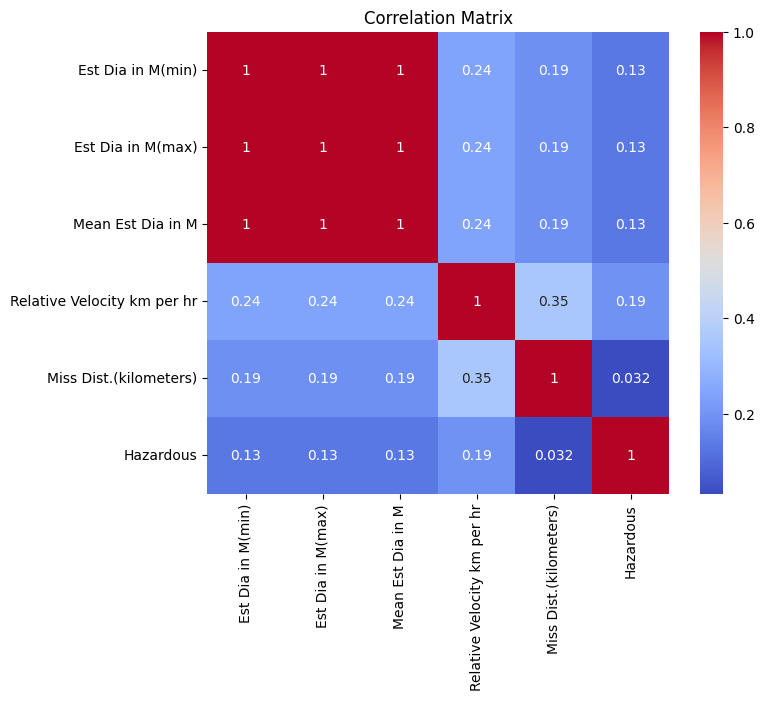 Correlation Matrix
Est Dia in M(min) 1 1 1 0.24 0.19 0.13
Est Dia in M(max) 1 1 1 0.24 0.19 0.13
Mean Est Dia in M 1 1 1 0.24 0.19 0.13
Relative Velocity km per hr 0.24 0.24 0.24 1 0.35 0.19
Miss Dist.(kilometers) 0.19 0.19 0.19 0.35 1 0.032
Hazardous 0.13 0.13 0.13 0.19 0.032 1
Est Dia in M(min)
Est Dia in M(max)
Mean Est Dia in M
Relative Velocity km per hr
Miss Dist.(kilometers)
Hazardous
1.0
0.8
0.6
0.4
0.2